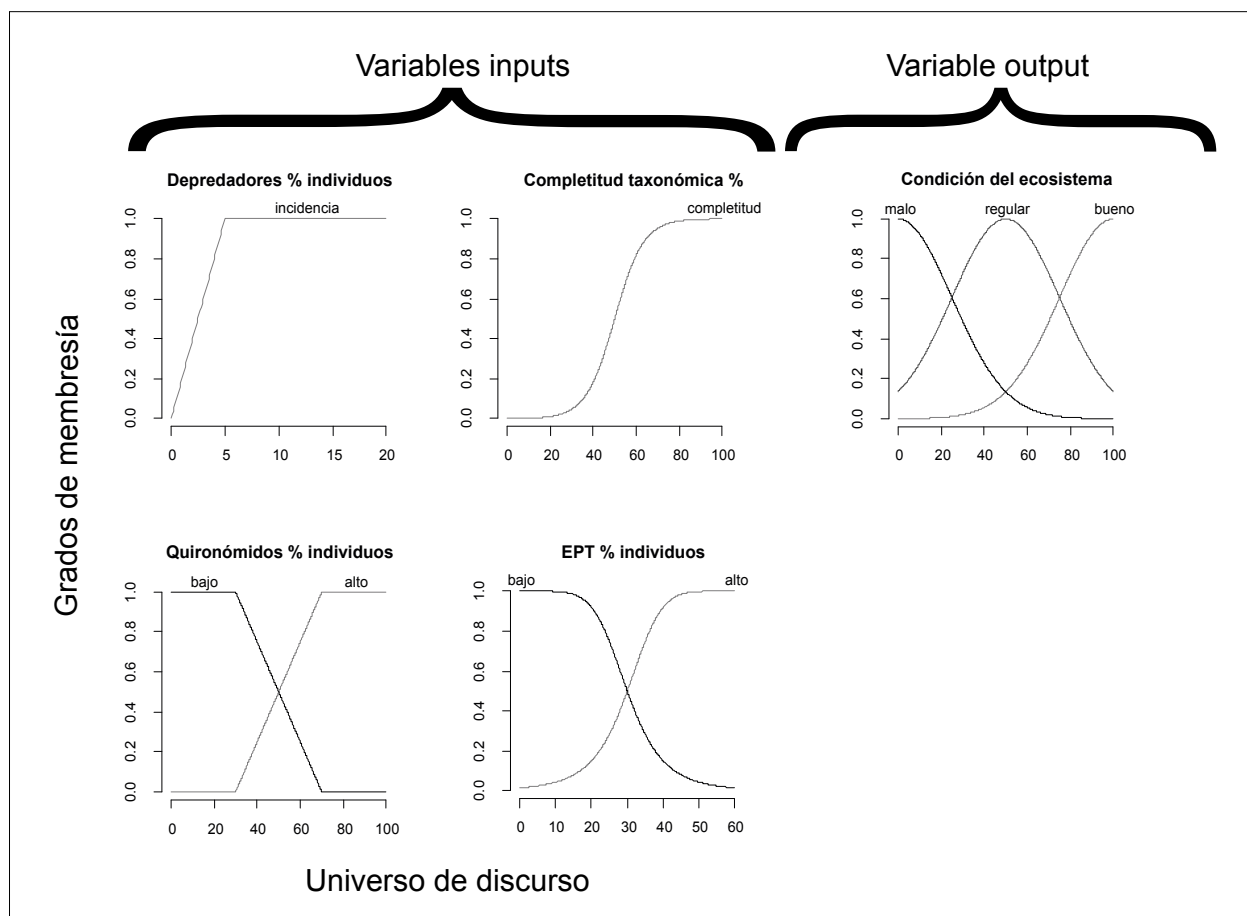 Variables inputs
Variable output
Grados de membresía
Depredadores % individuos
incidencia
1.0
0.8
0.6
0.4
0.2
0.0
0 5 10 15 20
Completitud taxonómica %
completitud
1.0
0.8
0.6
0.4
0.2
0.0
0 20 40 60 80 100
Condición del ecosistema
malo regular bueno
1.0
0.8
0.6
0.4
0.2
0.0
0 20 40 60 80 100
Quironómidos % individuos
bajo alto
1.0
0.8
0.6
0.4
0.2
0.0
0 20 40 60 80 100
EPT % individuos
bajo alto
1.0
0.8
0.6
0.4
0.2
0.0
0 10 20 30 40 50 60
Universo de discurso